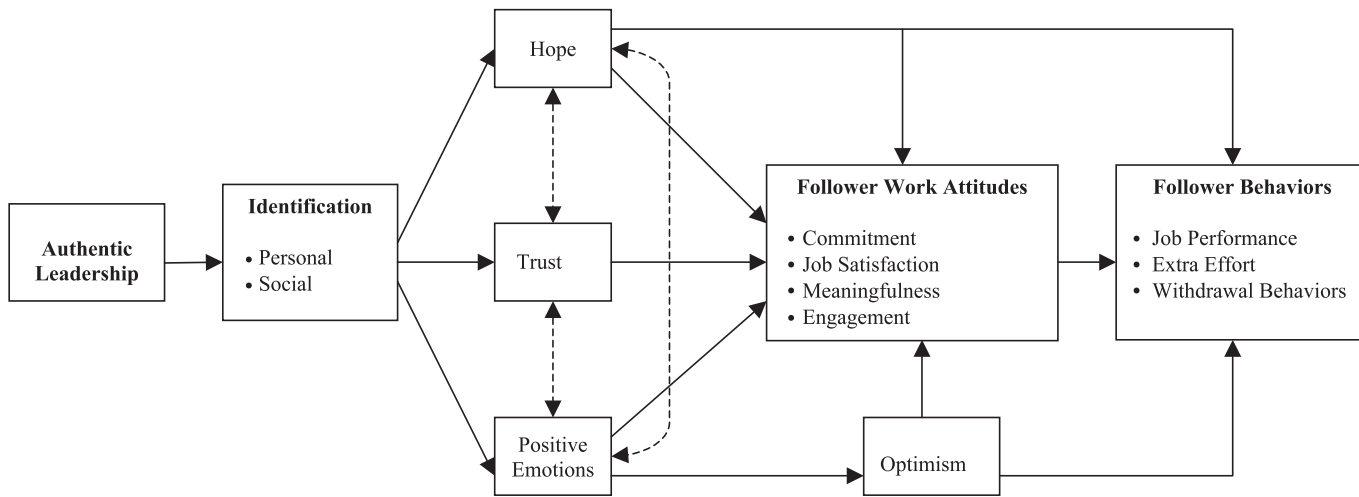 Authentic
Leadership
Identification
• Personal
• Social
Hope
Trust
Positive
Emotions
Follower Work Attitudes
• Commitment
• Job Satisfaction
• Meaningfulness
• Engagement
Optimism
Follower Behaviors
• Job Performance
• Extra Effort
• Withdrawal Behaviors